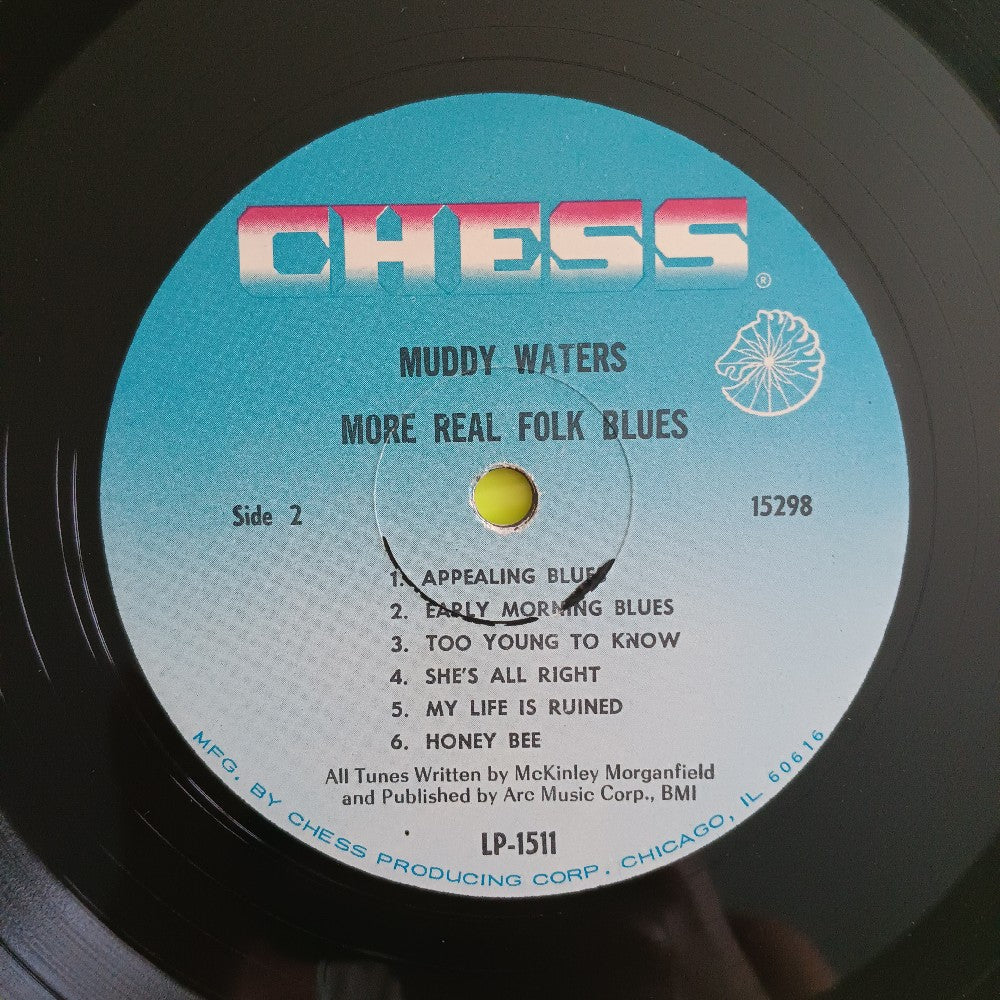 CHESS®
MUDDY WATERS
MORE REAL FOLK BLUES
Side 2
15298
1. APPEALING BLUES
2. EARLY MORNING BLUES
3. TOO YOUNG TO KNOW
4. SHE'S ALL RIGHT
5. MY LIFE IS RUINED
6. HONEY BEE
All Tunes Written by McKinley Morganfield
and Published by Arc Music Corp., BMI
LP-1511
MFG. BY CHESS PRODUCING CORP. CHICAGO, IL 60616